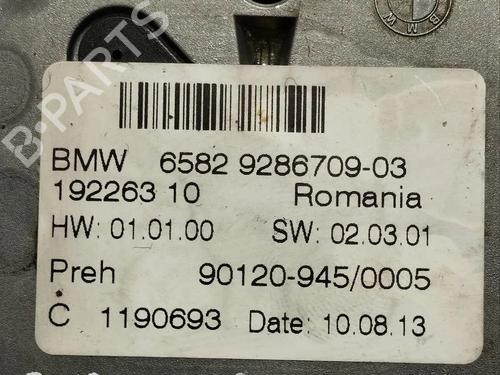 B-PARTS
BMW
BMW 6582 9286709-03
192263 10 Romania
HW: 01.01.00 SW: 02.03.01
Preh 90120-945/0005
C 1190693 Date: 10.08.13